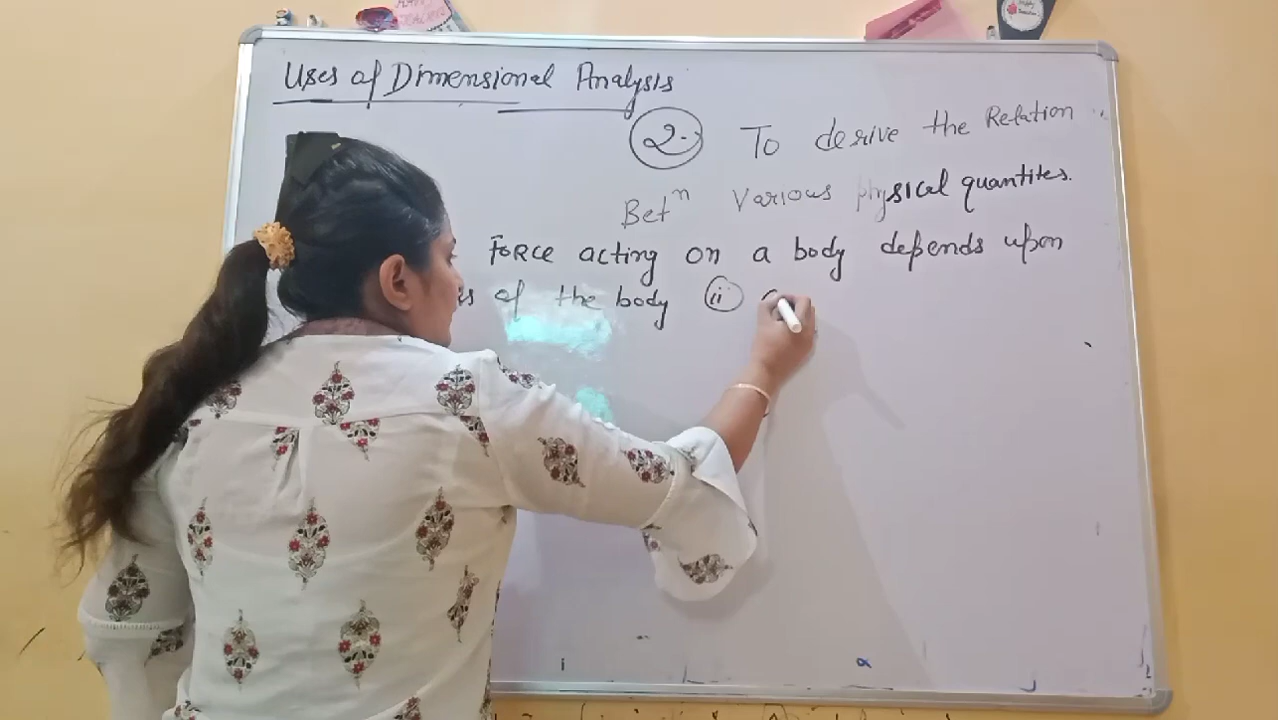 Uses of Dimensional Analysis
2. To derive the Relation
Betⁿ Various physical quantites.
Force acting on a body depends upon
of the body (ii)